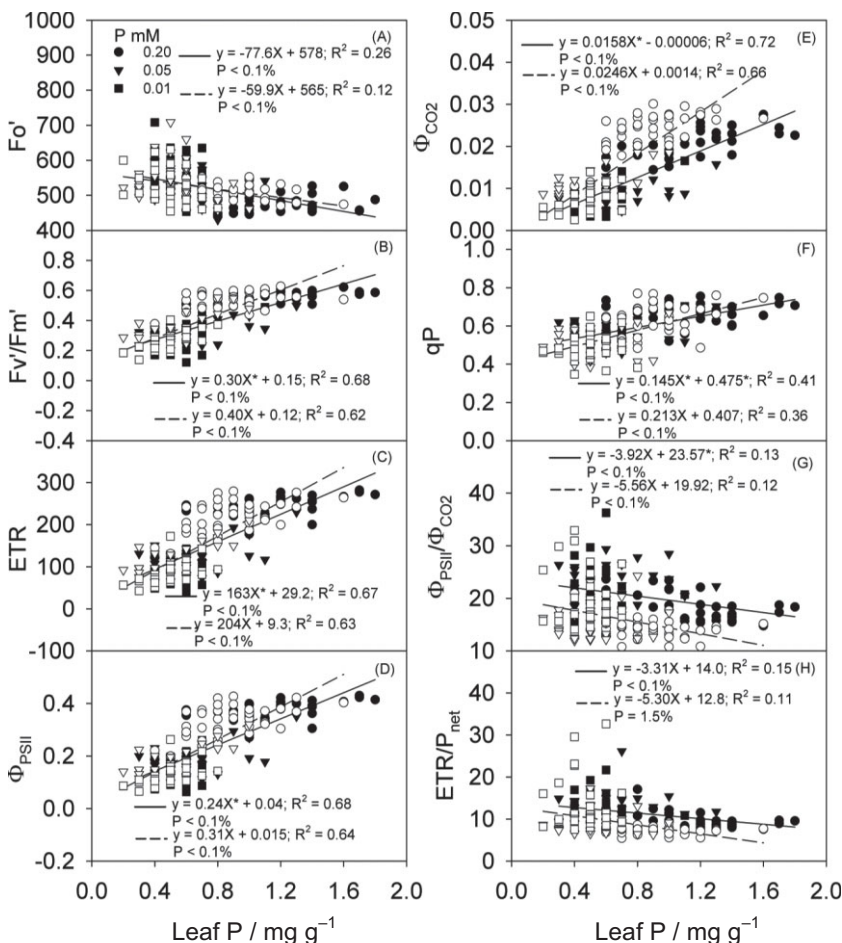 1000
900
800
700
600
500
400
Fo'
P mM
0.20
0.05
0.01
(A)
y = -77.6X + 578; R² = 0.26
P < 0.1%
y = -59.9X + 565; R² = 0.12
P < 0.1%
0.8
0.6
0.4
0.2
0.0
-0.2
-0.4
Fv'/Fm'
(B)
y = 0.30X* + 0.15; R² = 0.68
P < 0.1%
y = 0.40X + 0.12; R² = 0.62
P < 0.1%
300
200
100
0
-100
ETR
(C)
y = 163X* + 29.2; R² = 0.67
P < 0.1%
y = 204X + 9.3; R² = 0.63
P < 0.1%
0.4
0.2
0.0
-0.2
ΦPSII
(D)
y = 0.24X* + 0.04; R² = 0.68
P < 0.1%
y = 0.31X + 0.015; R² = 0.64
P < 0.1%
0.0 0.4 0.8 1.2 1.6 2.0
Leaf P / mg g⁻¹
0.05
0.04
0.03
0.02
0.01
0.00
ΦCO2
(E)
y = 0.0158X* - 0.00006; R² = 0.72
P < 0.1%
y = 0.0246X + 0.0014; R² = 0.66
P < 0.1%
0.8
0.6
0.4
0.2
0.0
qP
(F)
y = 0.145X* + 0.475*; R² = 0.41
P < 0.1%
y = 0.213X + 0.407; R² = 0.36
P < 0.1%
40
30
20
10
ΦPSII/ΦCO2
(G)
y = -3.92X + 23.57*; R² = 0.13
P < 0.1%
y = -5.56X + 19.92; R² = 0.12
P < 0.1%
40
30
20
10
0
ETR/Pnet
y = -3.31X + 14.0; R² = 0.15 (H)
P < 0.1%
y = -5.30X + 12.8; R² = 0.11
P = 1.5%
0.0 0.4 0.8 1.2 1.6 2.0
Leaf P / mg g⁻¹